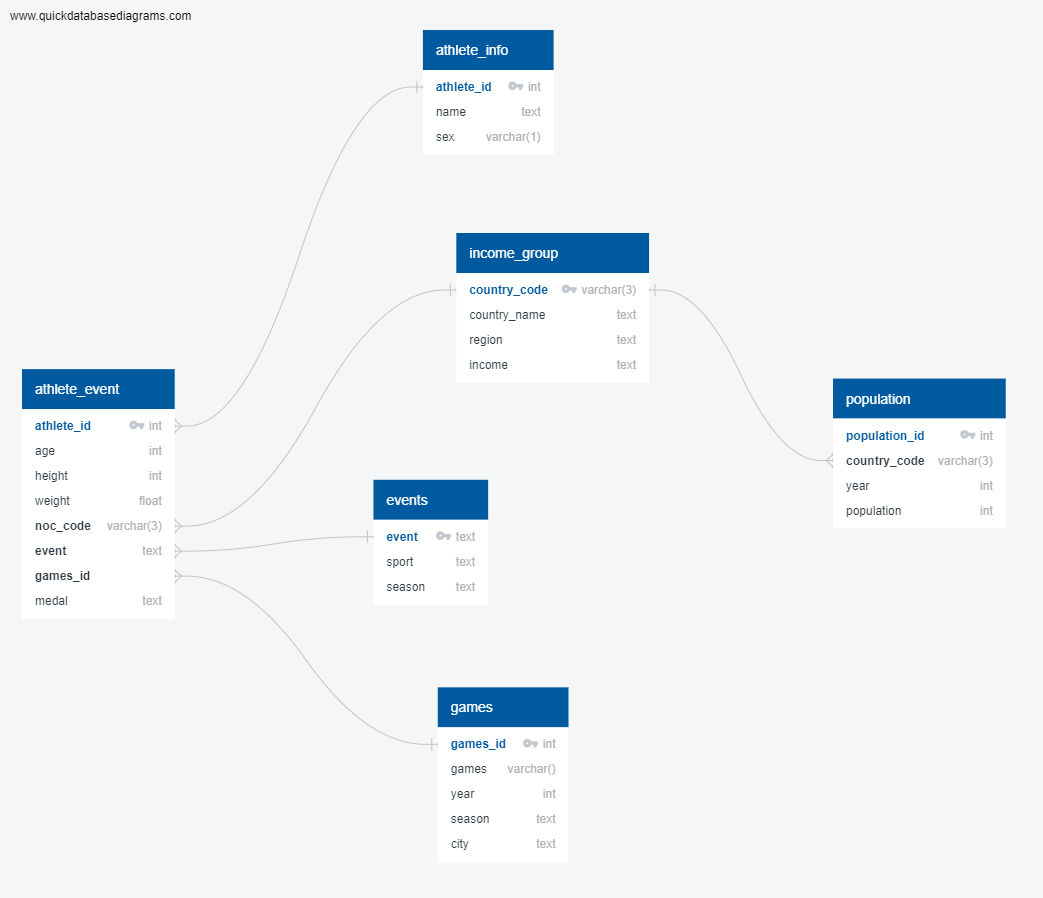 www.quickdatabasediagrams.com
athlete_info
athlete_id int
name text
sex varchar(1)
income_group
country_code varchar(3)
country_name text
region text
income text
athlete_event
athlete_id int
age int
height int
weight float
noc_code varchar(3)
event text
games_id
medal text
population
population_id int
country_code varchar(3)
year int
population int
events
event text
sport text
season text
games
games_id int
games varchar()
year int
season text
city text